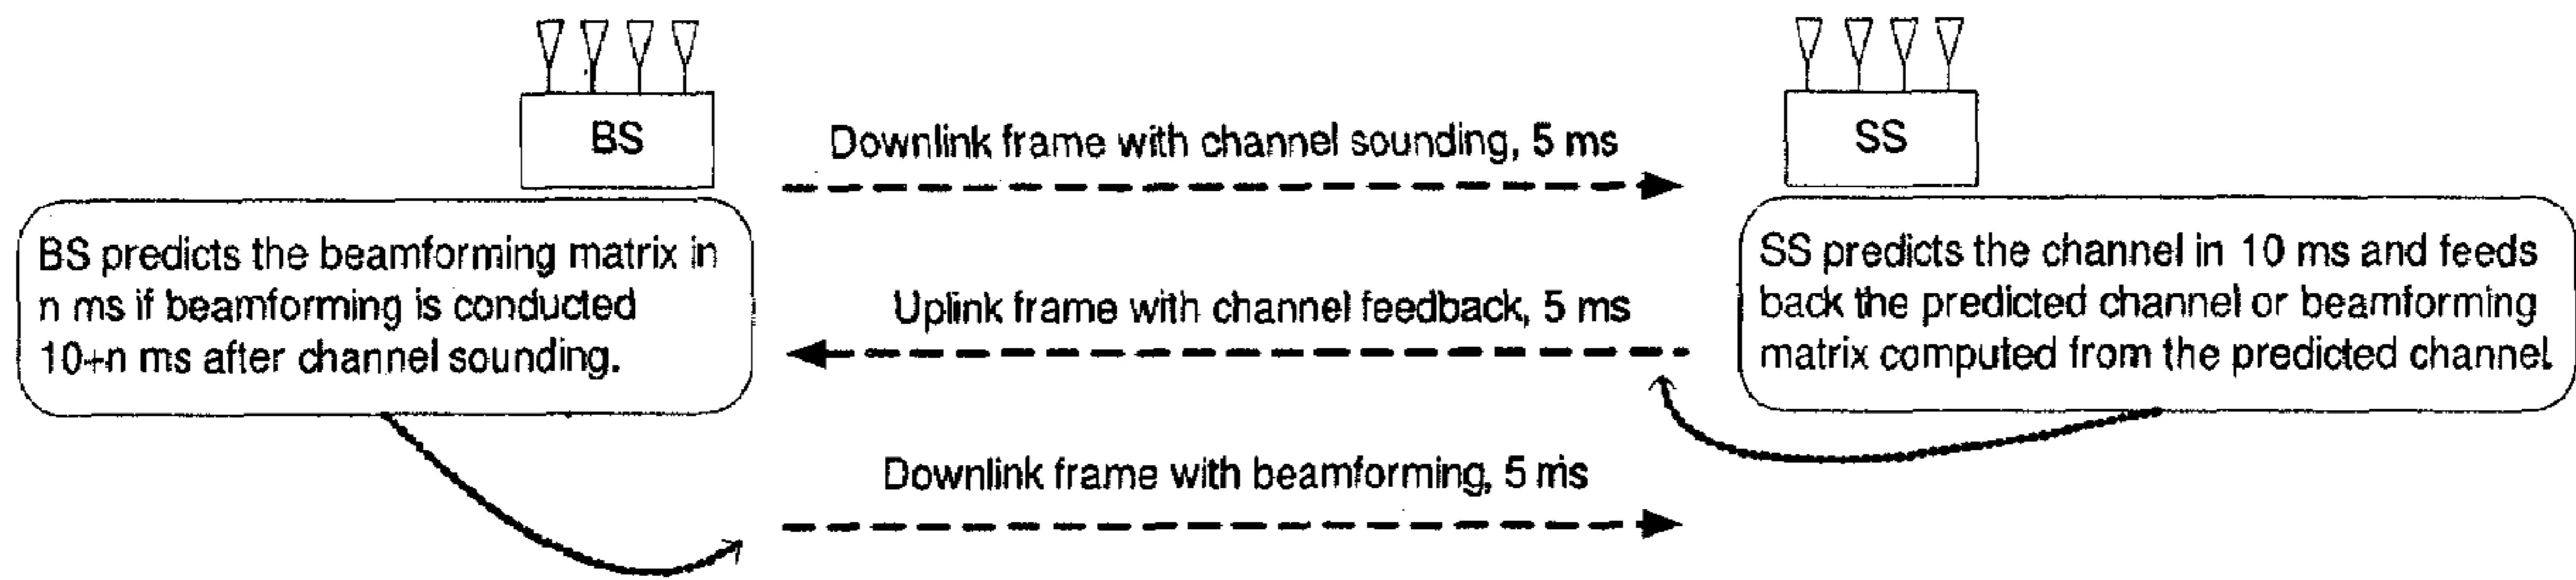 BS
SS
Downlink frame with channel sounding, 5 ms
BS predicts the beamforming matrix in
n ms if beamforming is conducted
10+n ms after channel sounding.
SS predicts the channel in 10 ms and feeds
back the predicted channel or beamforming
matrix computed from the predicted channel
Uplink frame with channel feedback, 5 ms
Downlink frame with beamforming, 5 ms